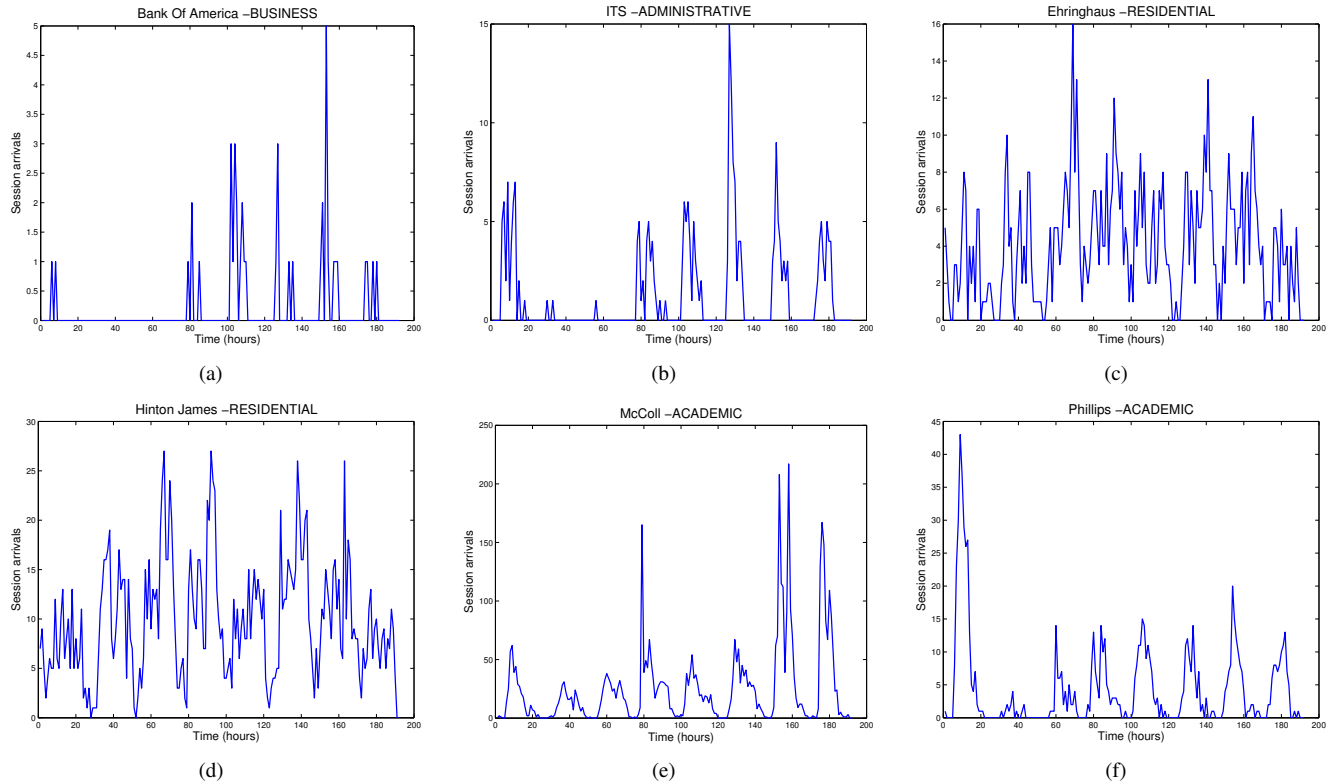 Bank Of America −BUSINESS
5
4.5
4
3.5
3
2.5
2
1.5
1
0.5
0
Session arrivals
0 20 40 60 80 100 120 140 160 180 200
Time (hours)
(a)
ITS −ADMINISTRATIVE
15
10
5
0
Session arrivals
0 20 40 60 80 100 120 140 160 180 200
Time (hours)
(b)
Ehringhaus −RESIDENTIAL
16
14
12
10
8
6
4
2
0
Session arrivals
0 20 40 60 80 100 120 140 160 180 200
Time (hours)
(c)
Hinton James −RESIDENTIAL
30
25
20
15
10
5
0
Session arrivals
0 20 40 60 80 100 120 140 160 180 200
Time (hours)
(d)
McColl −ACADEMIC
250
200
150
100
50
0
Session arrivals
0 20 40 60 80 100 120 140 160 180 200
Time (hours)
(e)
Phillips −ACADEMIC
45
40
35
30
25
20
15
10
5
0
Session arrivals
0 20 40 60 80 100 120 140 160 180 200
Time (hours)
(f)